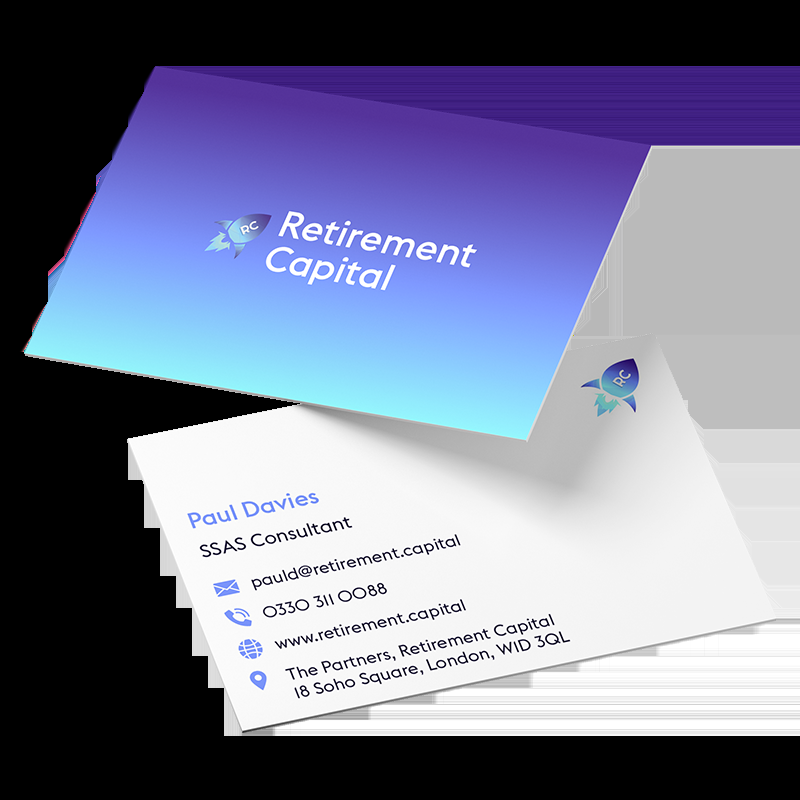 RC
Retirement
Capital
RC
Paul Davies
SSAS Consultant
pauld@retirement.capital
0330 311 0088
www.retirement.capital
The Partners, Retirement Capital
18 Soho Square, London, W1D 3QL